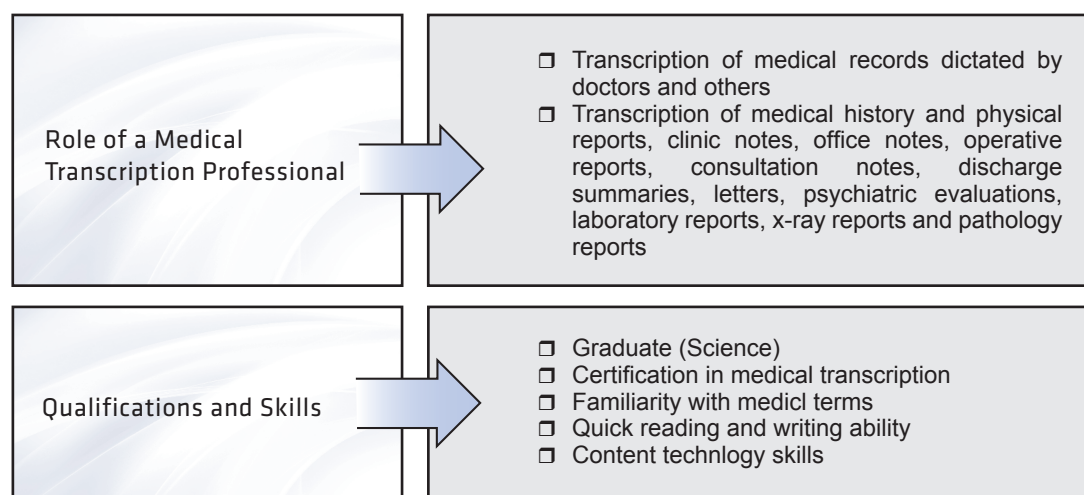 Role of a Medical
Transcription Professional
❒ Transcription of medical records dictated by
doctors and others
❒ Transcription of medical history and physical
reports, clinic notes, office notes, operative
reports, consultation notes, discharge
summaries, letters, psychiatric evaluations,
laboratory reports, x-ray reports and pathology
reports
Qualifications and Skills
❒ Graduate (Science)
❒ Certification in medical transcription
❒ Familiarity with medicl terms
❒ Quick reading and writing ability
❒ Content technlogy skills